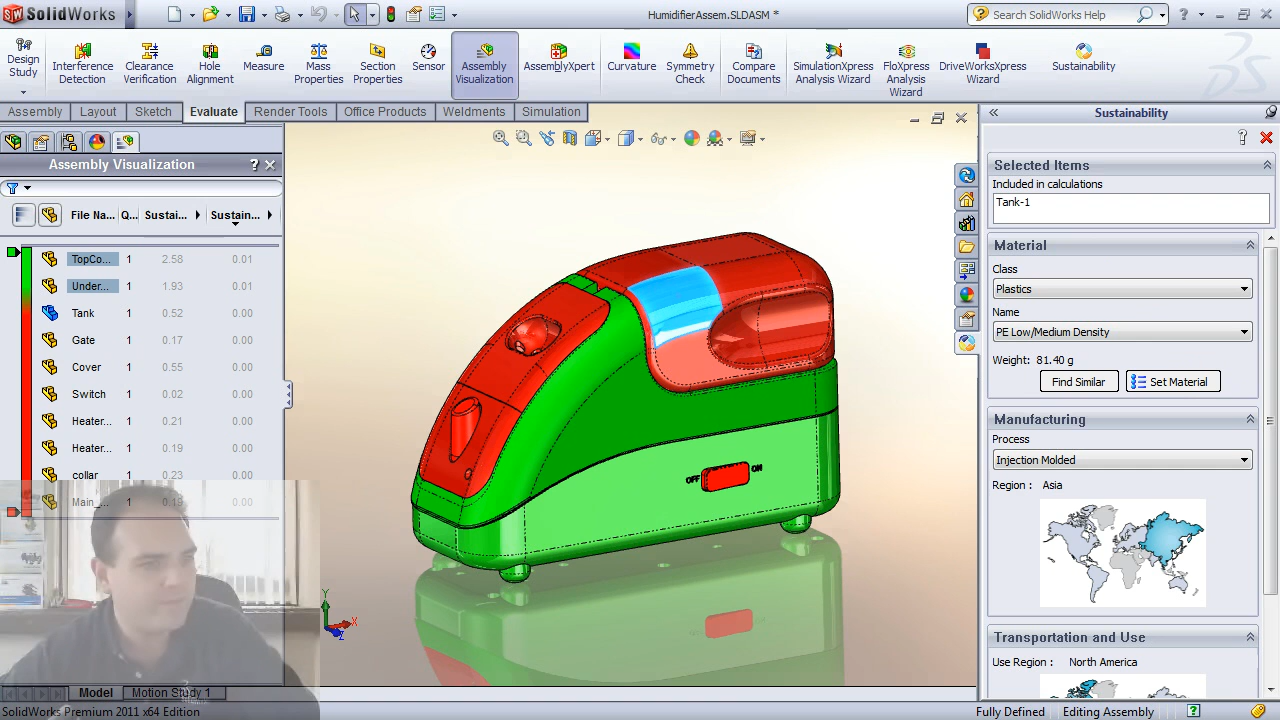 SolidWorks
HumidifierAssem.SLDASM *
Search SolidWorks Help
Design Study
Interference Detection
Clearance Verification
Hole Alignment
Measure
Mass Properties
Section Properties
Sensor
Assembly Visualization
AssemblyXpert
Curvature
Symmetry Check
Compare Documents
SimulationXpress Analysis Wizard
FloXpress Analysis Wizard
DriveWorksXpress Wizard
Sustainability
Assembly Layout Sketch Evaluate Render Tools Office Products Weldments Simulation
Assembly Visualization
File Na... Q... Sustai... Sustain...
TopCo... 1 2.58 0.01
Under... 1 1.93 0.01
Tank 1 0.52 0.00
Gate 1 0.17 0.00
Cover 1 0.55 0.00
Switch 1 0.02 0.00
Heater... 1 0.21 0.00
Heater... 1 0.19 0.00
collar 1 0.23 0.00
Main_... 1 0.00
OFF ON
Y
X
Z
Sustainability
Selected Items
Included in calculations
Tank-1
Material
Class
Plastics
Name
PE Low/Medium Density
Weight: 81.40 g
Find Similar Set Material
Manufacturing
Process
Injection Molded
Region : Asia
Transportation and Use
Use Region : North America
Model Motion Study 1
SolidWorks Premium 2011 x64 Edition
Fully Defined Editing Assembly